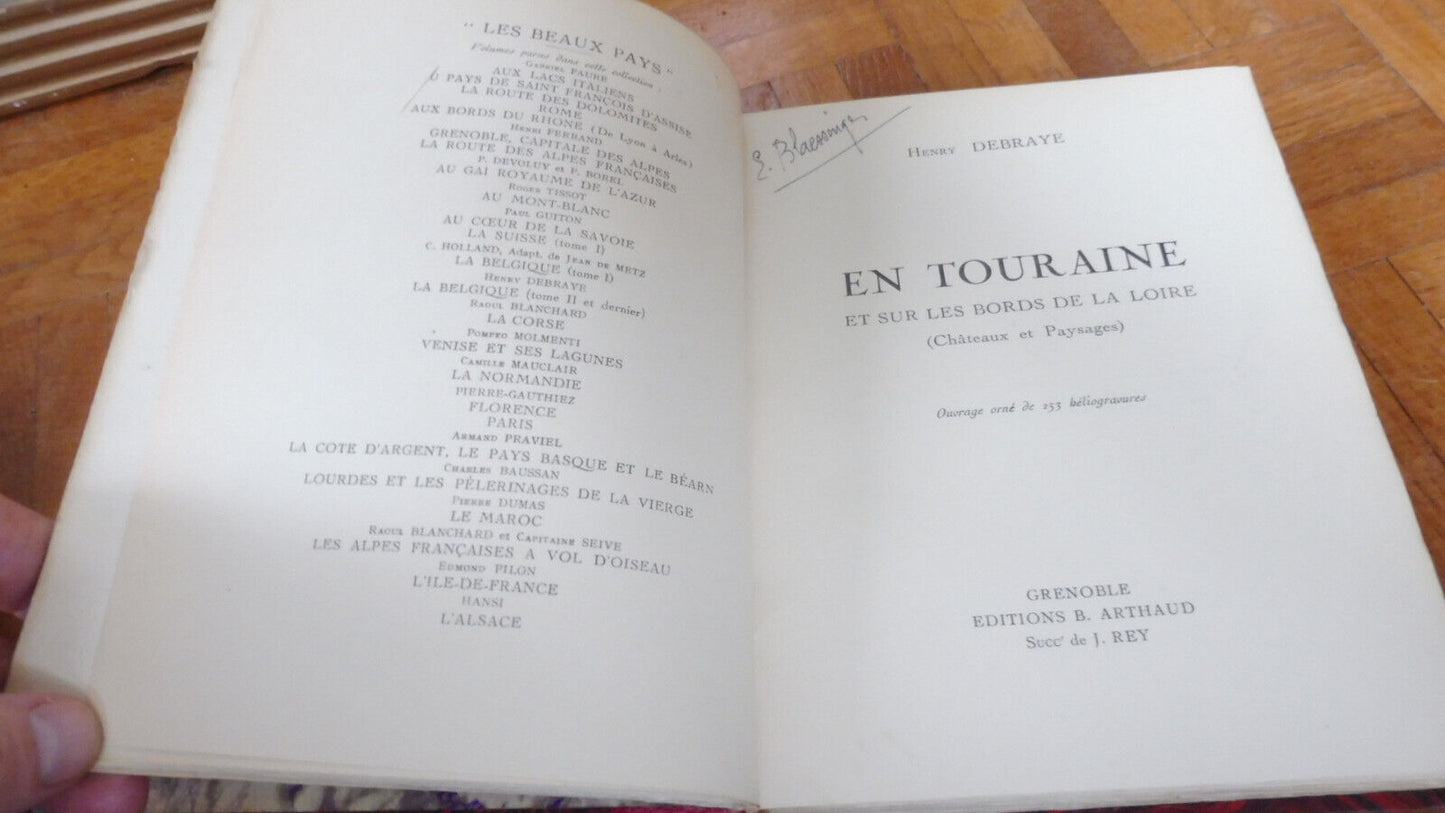 " LES BEAUX PAYS "
Volumes parus dans cette collection :
GABRIEL FAURE
AUX LACS ITALIENS
AU PAYS DE SAINT FRANÇOIS D'ASSISE
LA ROUTE DES DOLOMITES
ROME
AUX BORDS DU RHONE (De Lyon à Arles)
HENRI FERRAND
GRENOBLE, CAPITALE DES ALPES
LA ROUTE DES ALPES FRANÇAISES
P. DEVOLUY et P. BOREL
AU GAI ROYAUME DE L'AZUR
ROGER TISSOT
AU MONT-BLANC
PAUL GUITON
AU CŒUR DE LA SAVOIE
LA SUISSE (tome I)
C. HOLLAND, Adapt. de JEAN DE METZ
LA BELGIQUE (tome I)
HENRY DEBRAYE
LA BELGIQUE (tome II et dernier)
RAOUL BLANCHARD
LA CORSE
POMPEO MOLMENTI
VENISE ET SES LAGUNES
CAMILLE MAUCLAIR
LA NORMANDIE
PIERRE-GAUTHIEZ
FLORENCE
PARIS
ARMAND PRAVIEL
LA COTE D'ARGENT, LE PAYS BASQUE ET LE BÉARN
CHARLES BAUSSAN
LOURDES ET LES PÈLERINAGES DE LA VIERGE
PIERRE DUMAS
LE MAROC
RAOUL BLANCHARD et CAPITAINE SEIVE
LES ALPES FRANÇAISES A VOL D'OISEAU
EDMOND PILON
L'ILE-DE-FRANCE
HANSI
L'ALSACE
E.
HENRY DEBRAYE
EN TOURAINE
ET SUR LES BORDS DE LA LOIRE
(Châteaux et Paysages)
Ouvrage orné de 253 héliogravures
GRENOBLE
EDITIONS B. ARTHAUD
Succr de J. REY